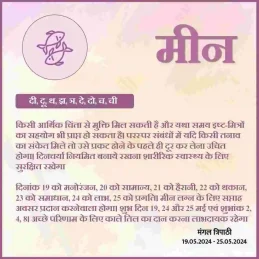 मीन
दी, दू, थ, झ, ञ, दे, दो, च, ची
किसी आर्थिक चिंता से मुक्ति मिल सकती है और यथा समय इष्ट-मित्रों
का सहयोग भी प्राप्त हो सकता है। परस्पर संबंधों में यदि किसी तनाव
का संकेत मिले तो उसे प्रकट होने के पहले ही दूर कर लेना उचित
होगा। दिनचर्या नियमित बनाये रखना शारीरिक स्वास्थ्य के लिए
सुरक्षित रखेगा
दिनांक 19 को मनोरंजन, 20 को सामान्य, 21 को हैरानी, 22 को थकान,
23 को समाधान, 24 को लाभ, 25 को प्रगति। मीन लग्न के लिए सप्ताह
अवसर प्रदान करनेवाला होगा। शुभ दिन 19, 24 और 25 मई एवं शुभांक 2,
4, 8। अच्छे परिणाम के लिए काले तिल का दान करना लाभदायक रहेगा
मंगल त्रिपाठी
19.05.2024 - 25.05.2024